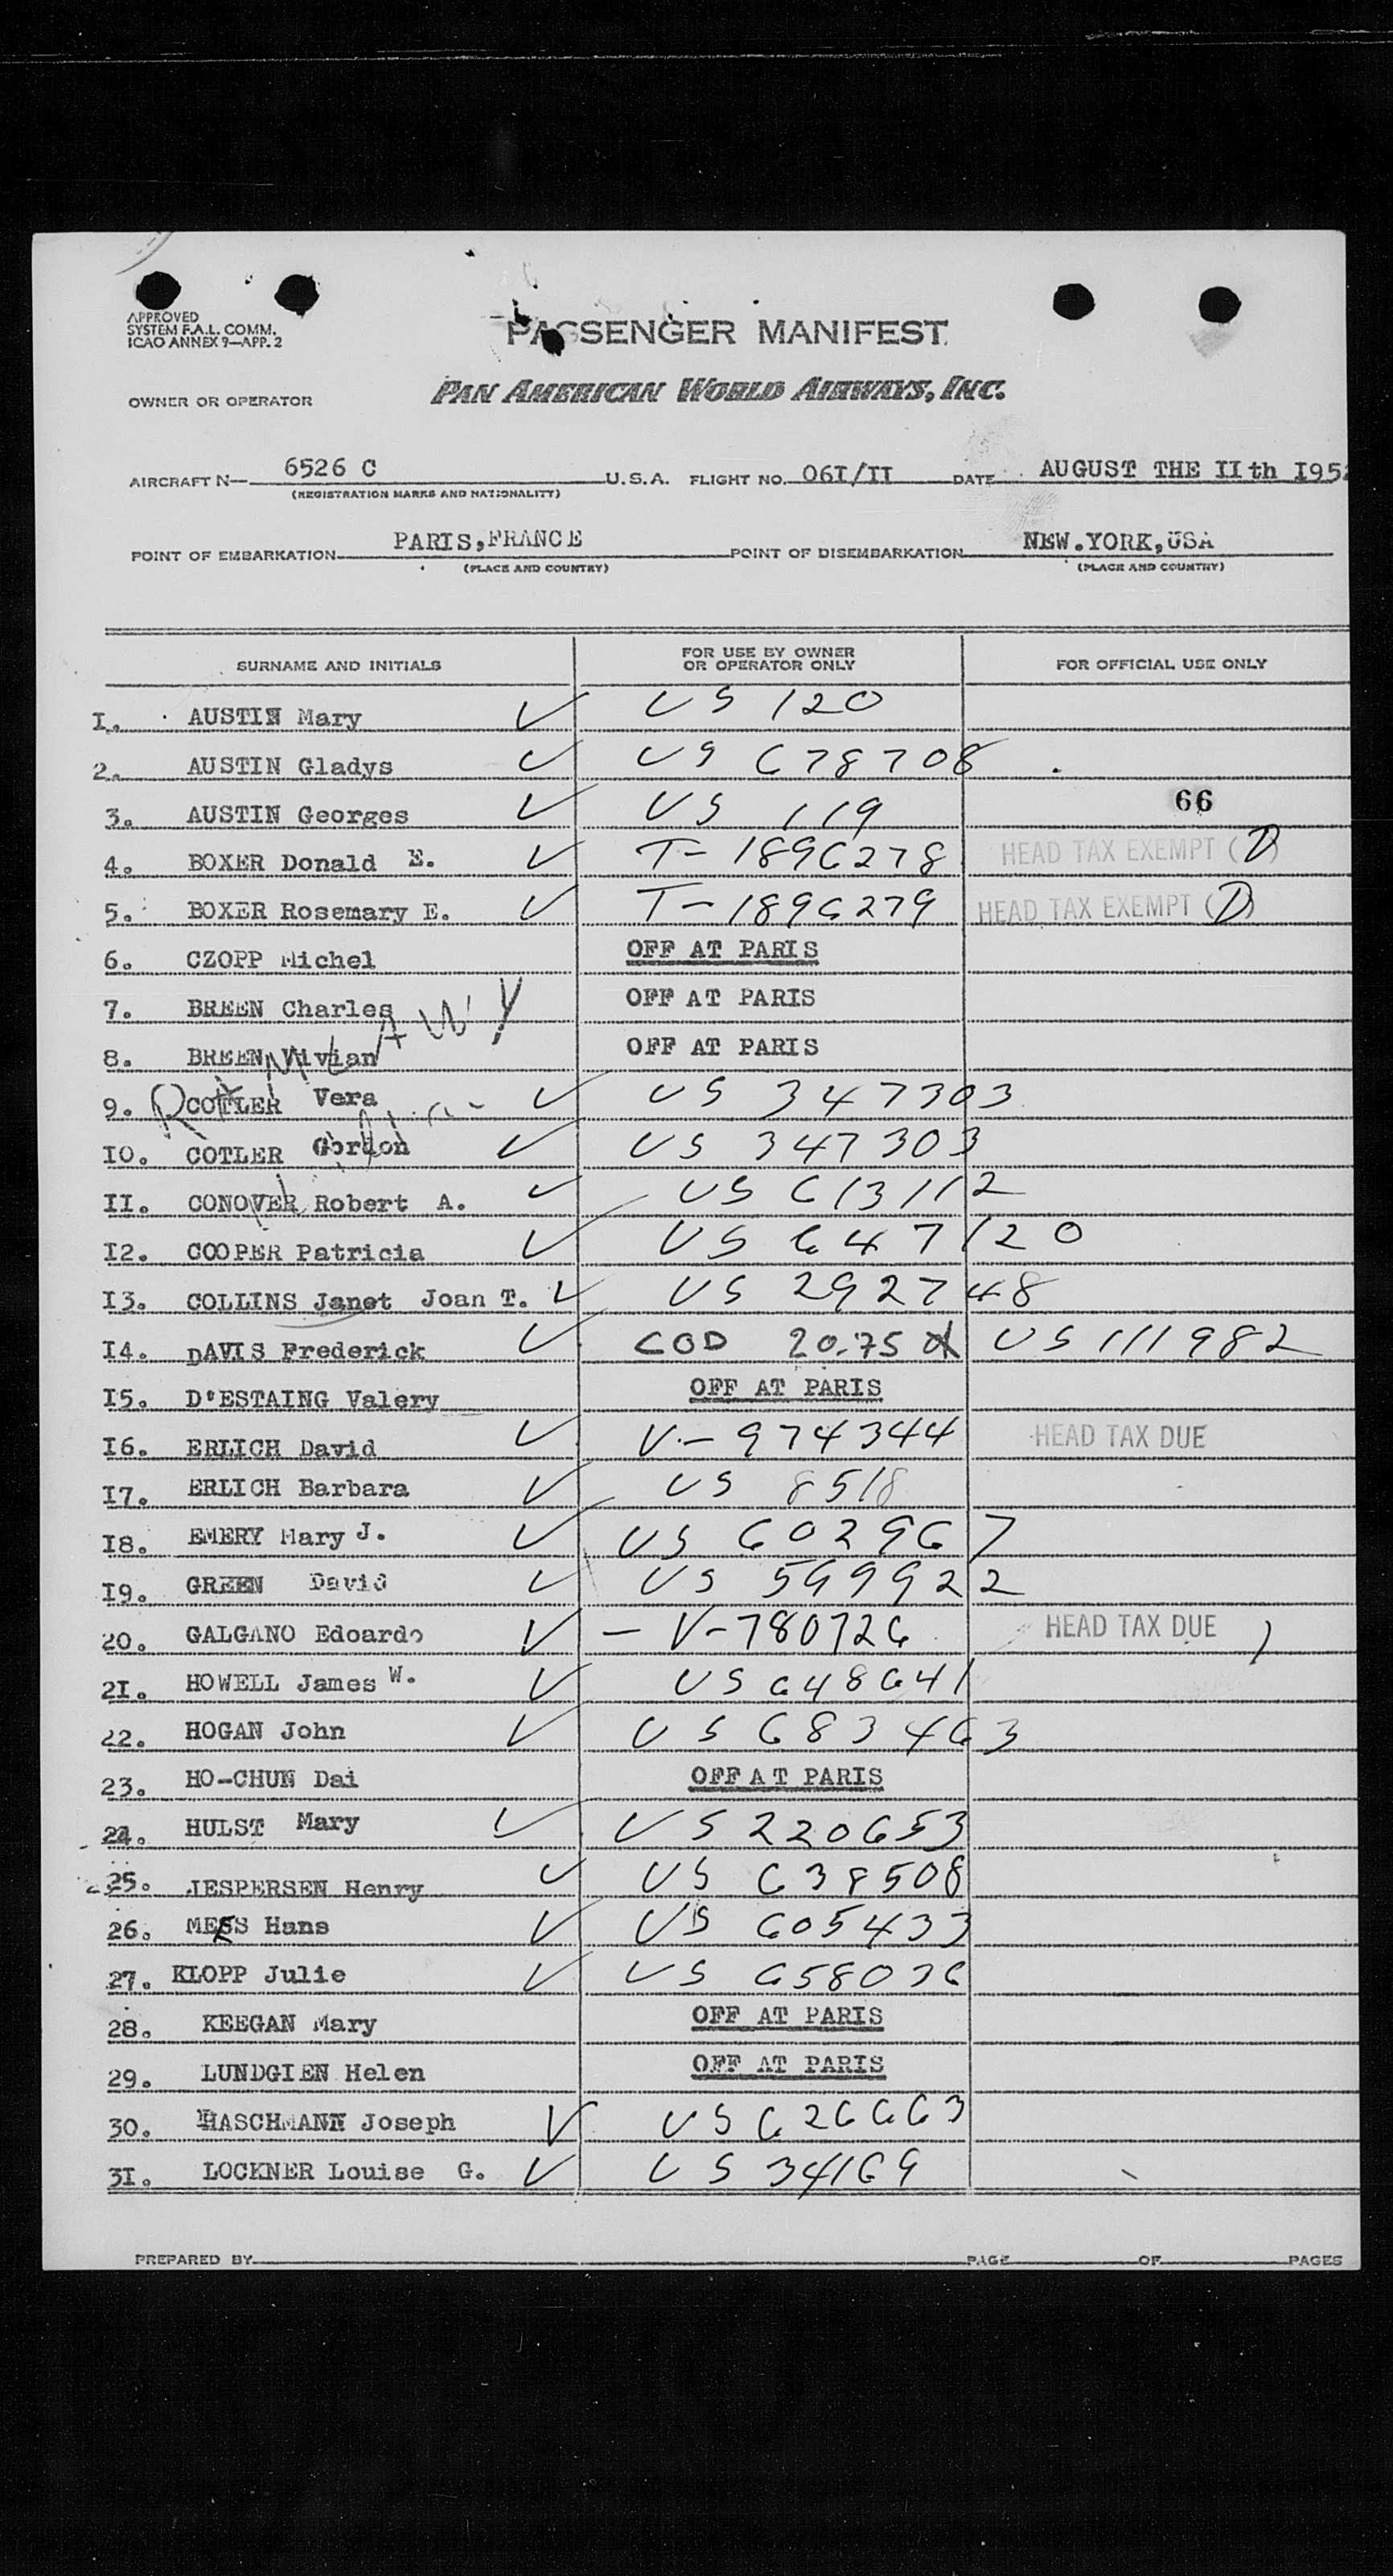 APPROVED
SYSTEM F.A.L. COMM.
ICAO ANNEX 9—APP. 2
PASSENGER MANIFEST
OWNER OR OPERATOR PAN AMERICAN WORLD AIRWAYS, INC.
AIRCRAFT N— 6526 C U.S.A. FLIGHT NO. 06I/II DATE AUGUST THE IIth I952
(REGISTRATION MARKS AND NATIONALITY)
POINT OF EMBARKATION PARIS,FRANCE POINT OF DISEMBARKATION NEW.YORK,USA
(PLACE AND COUNTRY) (PLACE AND COUNTRY)
SURNAME AND INITIALS FOR USE BY OWNER OR OPERATOR ONLY FOR OFFICIAL USE ONLY
I. AUSTIN Mary ✓ US 120
2. AUSTIN Gladys ✓ US 678708
3. AUSTIN Georges ✓ US 119 66
4. BOXER Donald E. ✓ T-1896278 HEAD TAX EXEMPT (D)
5. BOXER Rosemary E. ✓ T-1896279 HEAD TAX EXEMPT (D)
6. CZOPP Michel OFF AT PARIS
7. BREEN Charles OFF AT PARIS
8. BREEN Vivian OFF AT PARIS
9. COTLER Vera ✓ US 347303
I0. COTLER Gordon ✓ US 347303
II. CONOVER Robert A. ✓ US 613112
I2. COOPER Patricia ✓ US 647120
I3. COLLINS Janet Joan T. ✓ US 292748
I4. DAVIS Frederick ✓ COD 20.75 US 111982
I5. D'ESTAING Valery OFF AT PARIS
I6. ERLICH David ✓ V-974344 HEAD TAX DUE
I7. ERLICH Barbara ✓ US 8518
I8. EMERY Mary J. ✓ US 602967
I9. GREEN David ✓ US 599922
20. GALGANO Edoardo ✓ - V-780726 HEAD TAX DUE
2I. HOWELL James W. ✓ US 648641
22. HOGAN John ✓ US 683463
23. HO-CHUN Dai OFF AT PARIS
24. HULST Mary ✓ US 220653
25. JESPERSEN Henry ✓ US 638508
26. MEES Hans ✓ US 605433
27. KLOPP Julie ✓ US 658036
28. KEEGAN Mary OFF AT PARIS
29. LUNDGIEN Helen OFF AT PARIS
30. HASCHMANN Joseph ✓ US 626663
3I. LOCKNER Louise G. ✓ US 34169
PREPARED BY PAGE OF PAGES